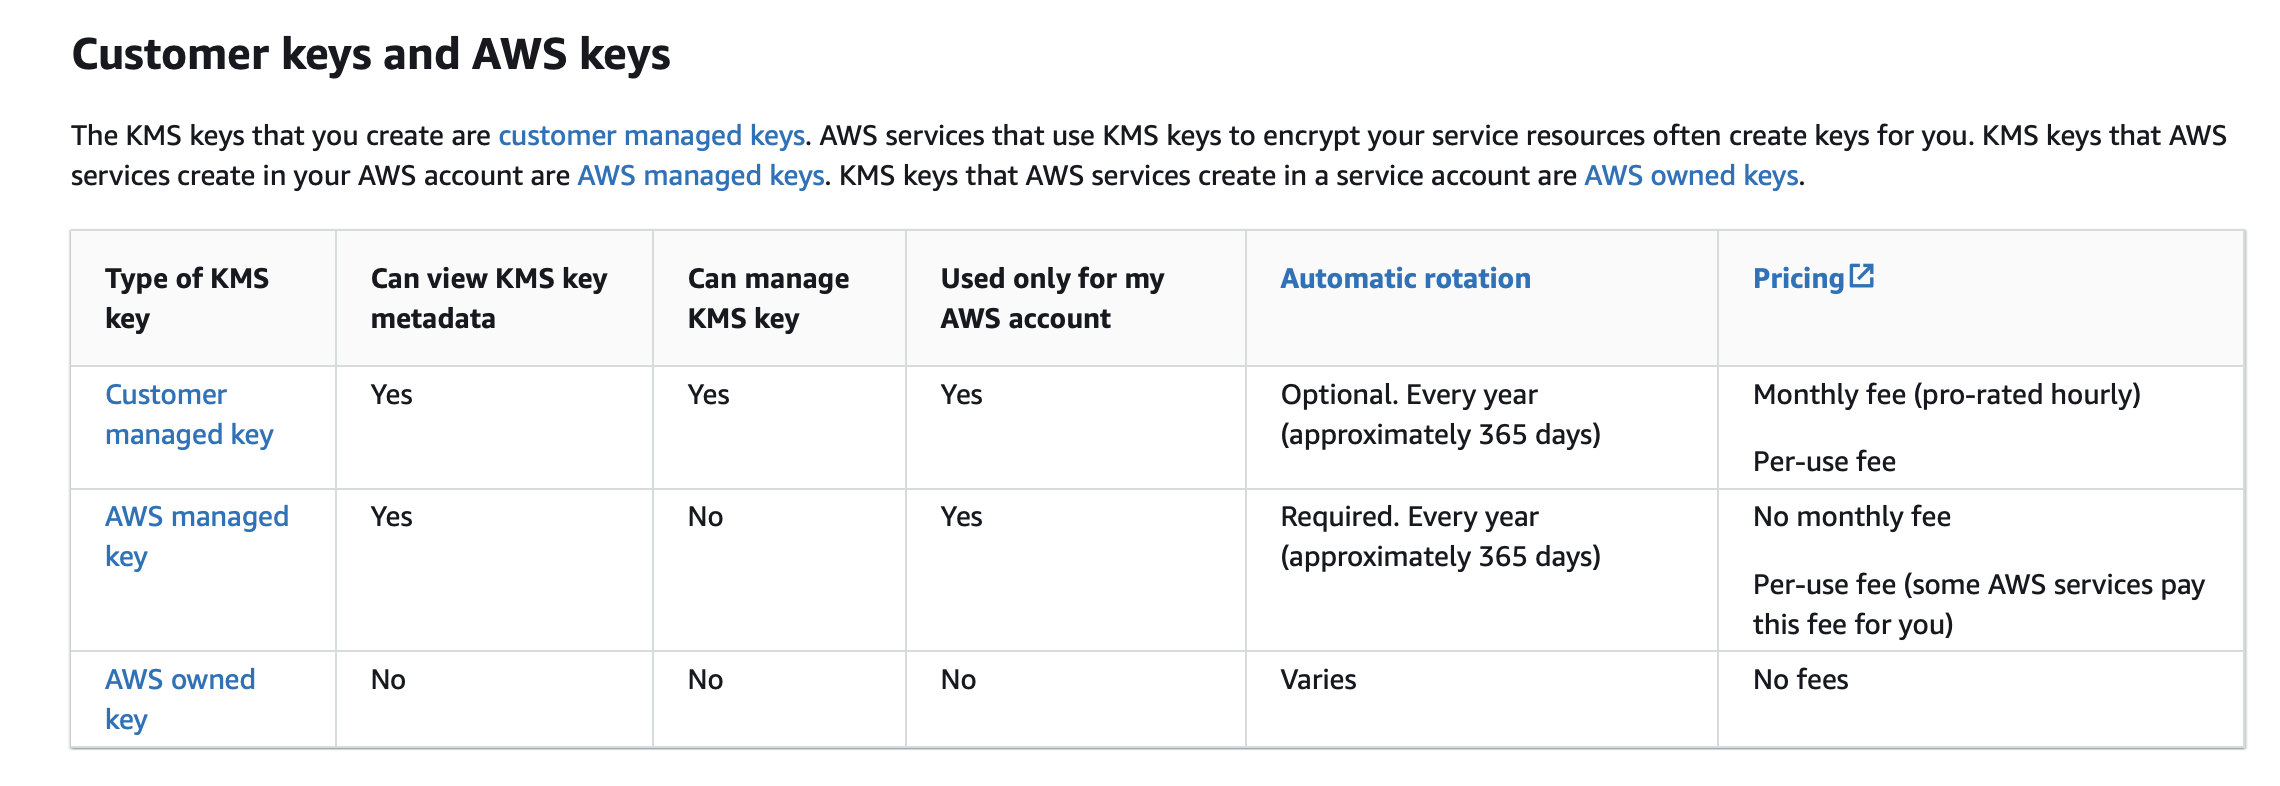 Customer keys and AWS keys
The KMS keys that you create are customer managed keys. AWS services that use KMS keys to encrypt your service resources often create keys for you. KMS keys that AWS
services create in your AWS account are AWS managed keys. KMS keys that AWS services create in a service account are AWS owned keys.
Type of KMS
key
Can view KMS key
metadata
Can manage
KMS key
Used only for my
AWS account
Automatic rotation
Pricing
Customer
managed key
Yes
Yes
Yes
Optional. Every year
(approximately 365 days)
Monthly fee (pro-rated hourly)
Per-use fee
AWS managed
key
Yes
No
Yes
Required. Every year
(approximately 365 days)
No monthly fee
Per-use fee (some AWS services pay
this fee for you)
AWS owned
key
No
No
No
Varies
No fees